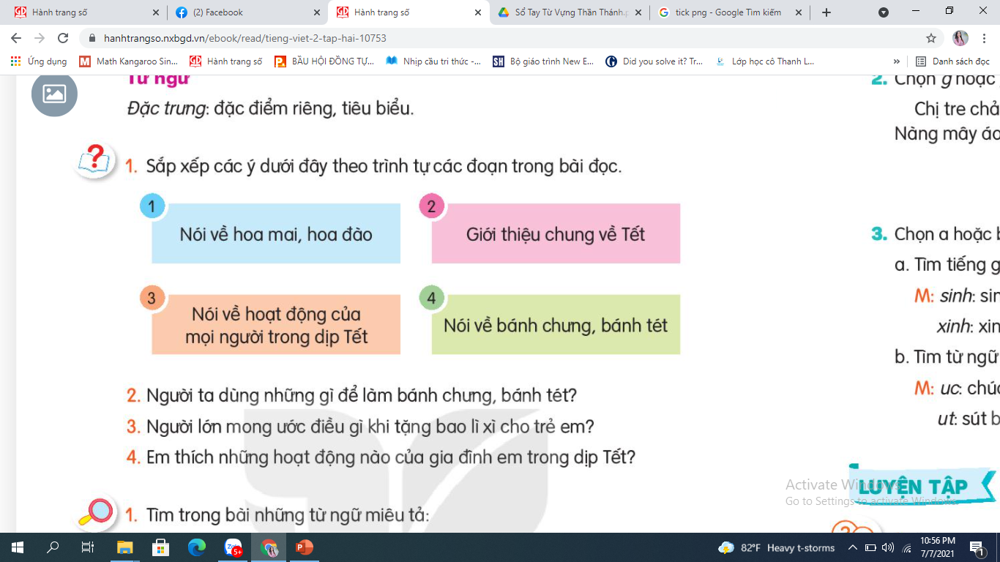 Hành trang số
(2) Facebook
Hành trang số
Sổ Tay Từ Vựng Thần Thánh.p
tick png - Google Tìm kiếm
hanhtrangso.nxbgd.vn/ebook/read/tieng-viet-2-tap-hai-10753
Ứng dụng
Math Kangaroo Sin...
Hành trang số
BẦU HỘI ĐỒNG TỰ...
Nhịp cầu tri thức -...
Bộ giáo trình New E...
Did you solve it? Tr...
Lớp học cô Thanh L...
»
Danh sách đọc
Từ ngữ
Đặc trưng: đặc điểm riêng, tiêu biểu.
1. Sắp xếp các ý dưới đây theo trình tự các đoạn trong bài đọc.
1
Nói về hoa mai, hoa đào
2
Giới thiệu chung về Tết
3
Nói về hoạt động của
mọi người trong dịp Tết
4
Nói về bánh chưng, bánh tét
2. Người ta dùng những gì để làm bánh chưng, bánh tét?
3. Người lớn mong ước điều gì khi tặng bao lì xì cho trẻ em?
4. Em thích những hoạt động nào của gia đình em trong dịp Tết?
1. Tìm trong bài những từ ngữ miêu tả:
2. Chọn g hoặc
Chị tre chả
Nàng mây áo
3. Chọn a hoặc b
a. Tìm tiếng g
M: sinh: sin
xinh: xin
b. Tìm từ ngữ
M: uc: chúc
ut: sút b
Activate Windows
Go to Settings to activate Windows.
LUYỆN TẬP
5+
82°F Heavy t-storms
10:56 PM
7/7/2021
1